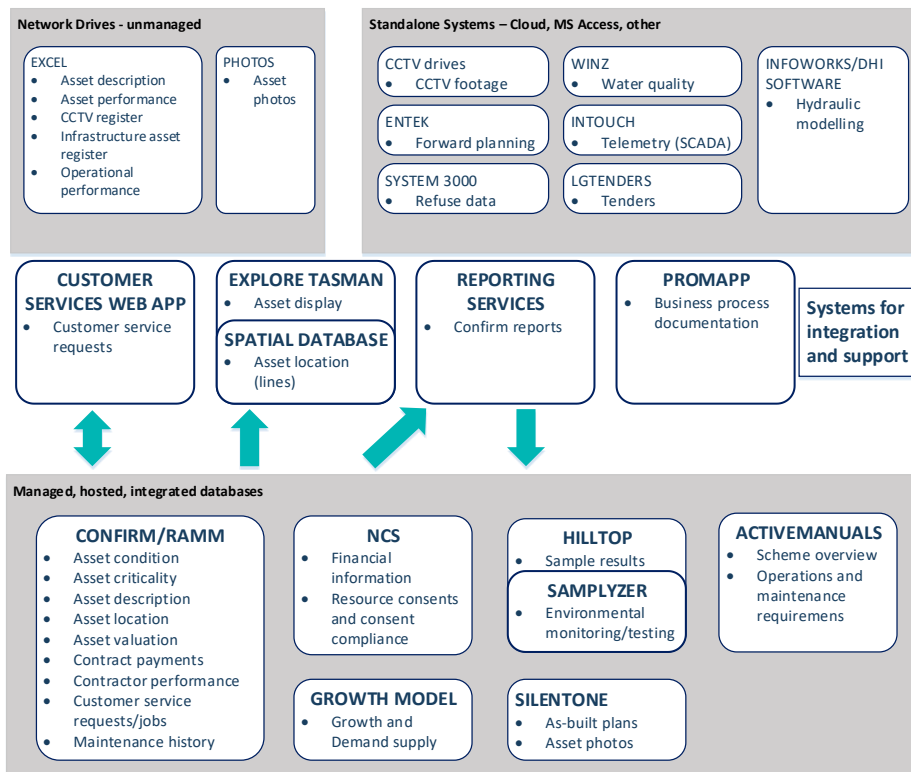 Network Drives - unmanaged
EXCEL
• Asset description
• Asset performance
• CCTV register
• Infrastructure asset
register
• Operational
performance
PHOTOS
• Asset
photos
Standalone Systems – Cloud, MS Access, other
CCTV drives
• CCTV footage
WINZ
• Water quality
INFOWORKS/DHI
SOFTWARE
• Hydraulic
modelling
ENTEK
• Forward planning
INTOUCH
• Telemetry (SCADA)
SYSTEM 3000
• Refuse data
LGTENDERS
• Tenders
CUSTOMER
SERVICES WEB APP
• Customer service
requests
EXPLORE TASMAN
• Asset display
SPATIAL DATABASE
• Asset location
(lines)
REPORTING
SERVICES
• Confirm reports
PROMAPP
• Business process
documentation
Systems for
integration
and support
Managed, hosted, integrated databases
CONFIRM/RAMM
• Asset condition
• Asset criticality
• Asset description
• Asset location
• Asset valuation
• Contract payments
• Contractor performance
• Customer service
requests/jobs
• Maintenance history
NCS
• Financial
information
• Resource consents
and consent
compliance
HILLTOP
• Sample results
SAMPLYZER
• Environmental
monitoring/testing
ACTIVEMANUALS
• Scheme overview
• Operations and
maintenance
requiremens
GROWTH MODEL
• Growth and
Demand supply
SILENTONE
• As-built plans
• Asset photos